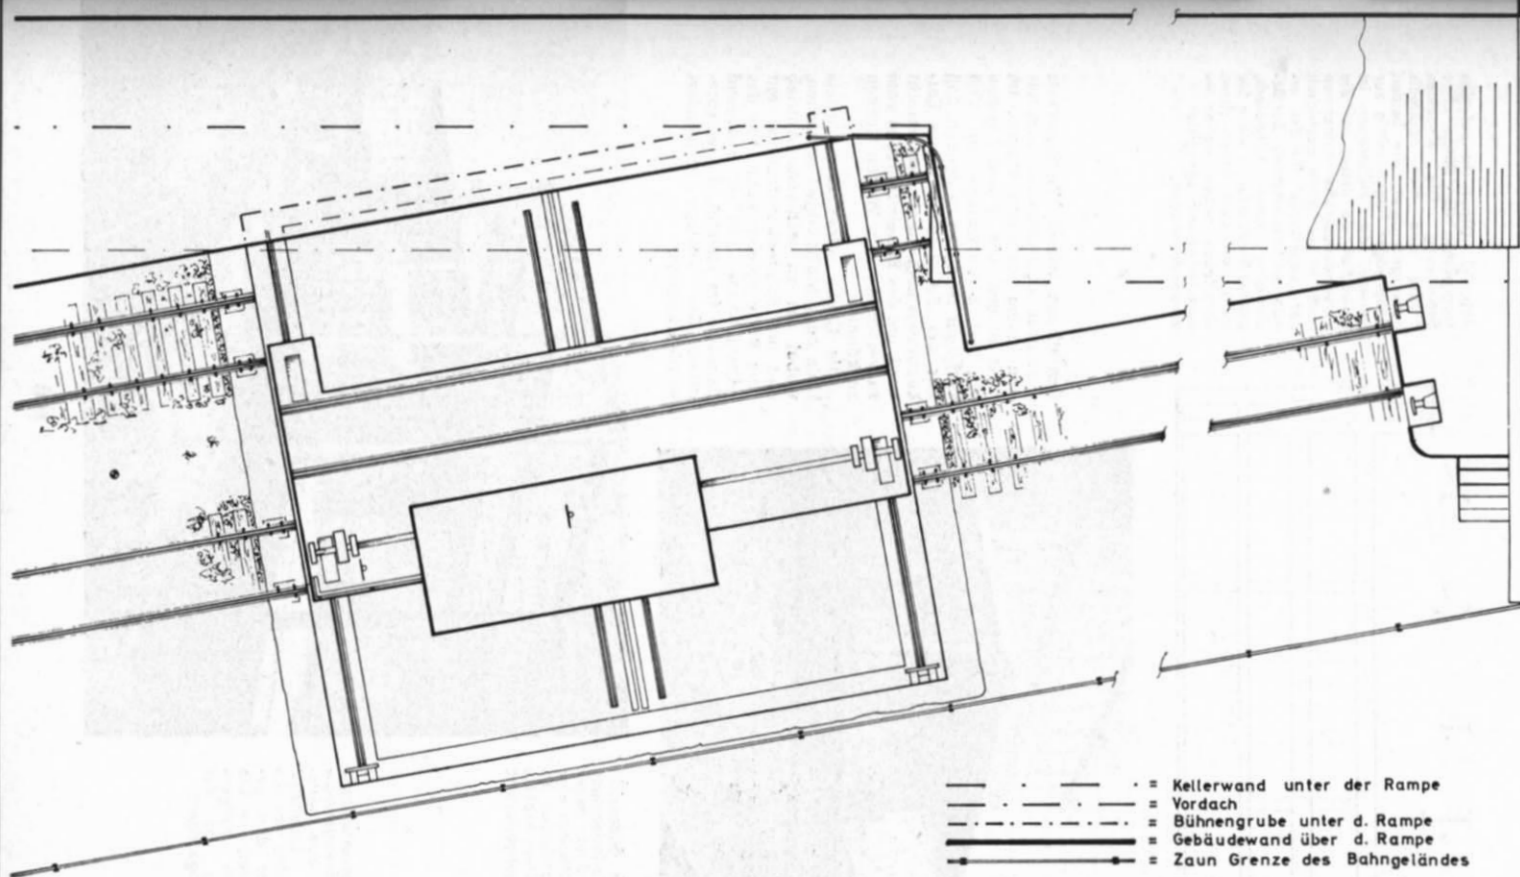 = Kellerwand unter der Rampe
= Vordach
= Bühnengrube unter d. Rampe
= Gebäudewand über d. Rampe
= Zaun Grenze des Bahngeländes